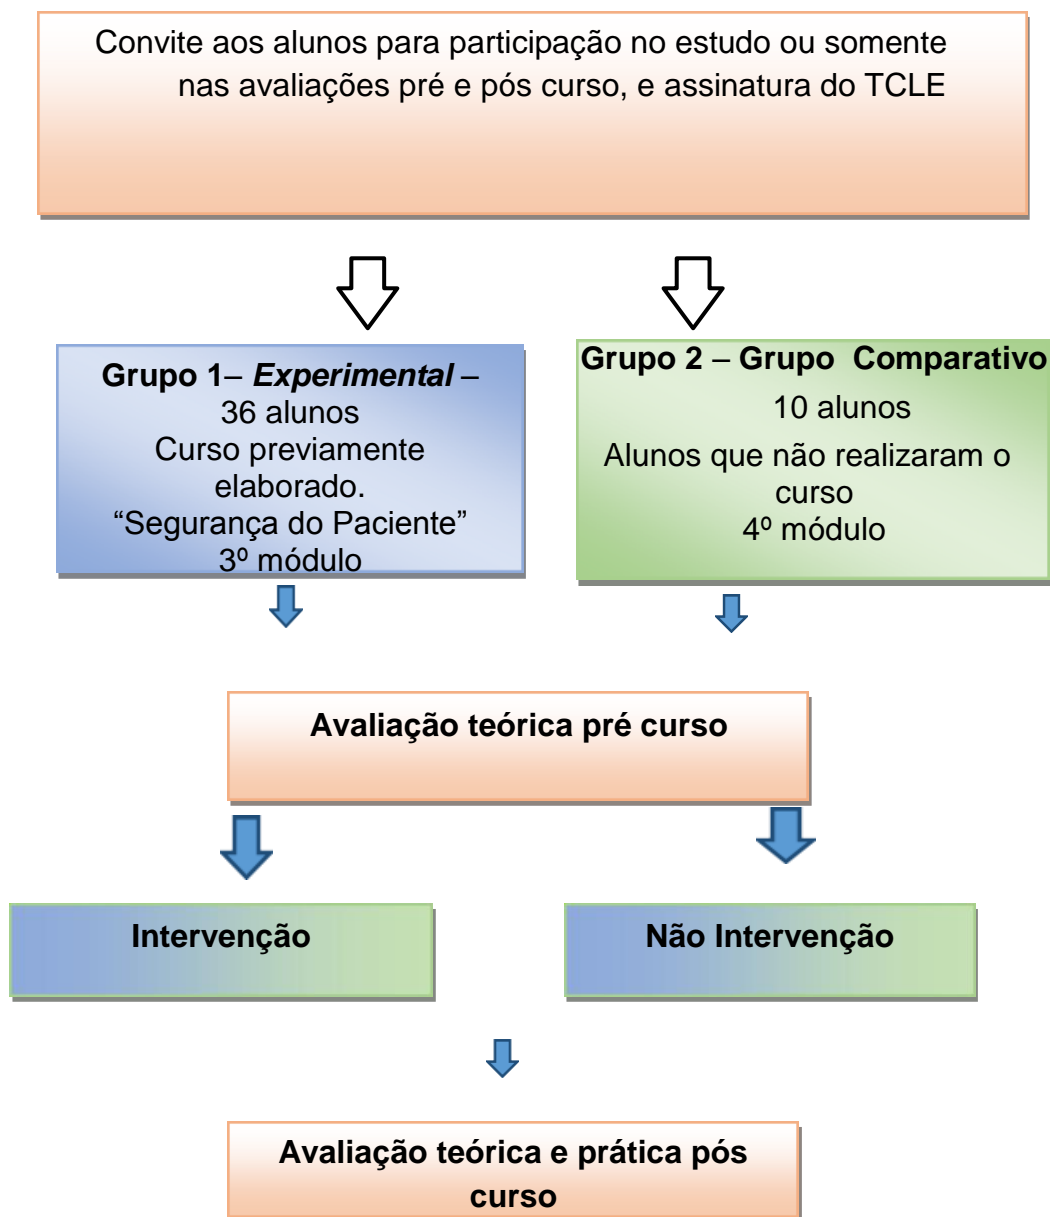 Convite aos alunos para participação no estudo ou somente
nas avaliações pré e pós curso, e assinatura do TCLE
Grupo 1– Experimental –
36 alunos
Curso previamente
elaborado.
“Segurança do Paciente”
3º módulo
Grupo 2 – Grupo Comparativo
10 alunos
Alunos que não realizaram o
curso
4º módulo
Avaliação teórica pré curso
Intervenção
Não Intervenção
Avaliação teórica e prática pós
curso